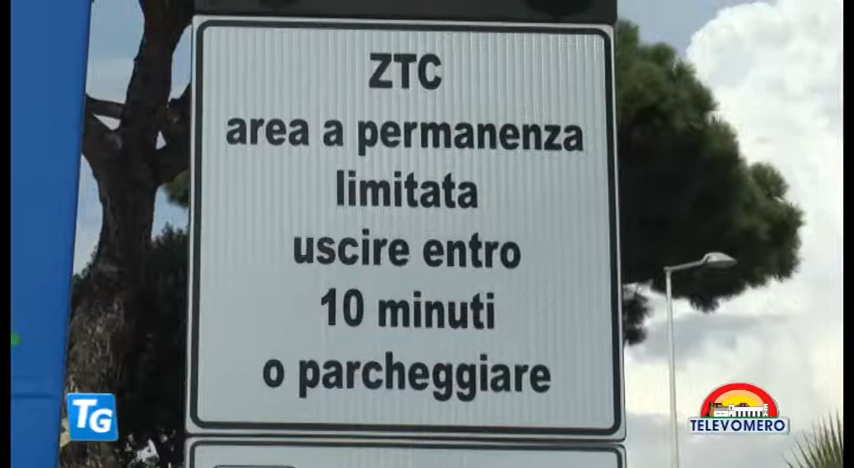 ZTC
area a permanenza
limitata
uscire entro
10 minuti
o parcheggiare
TG
TELEVOMERO